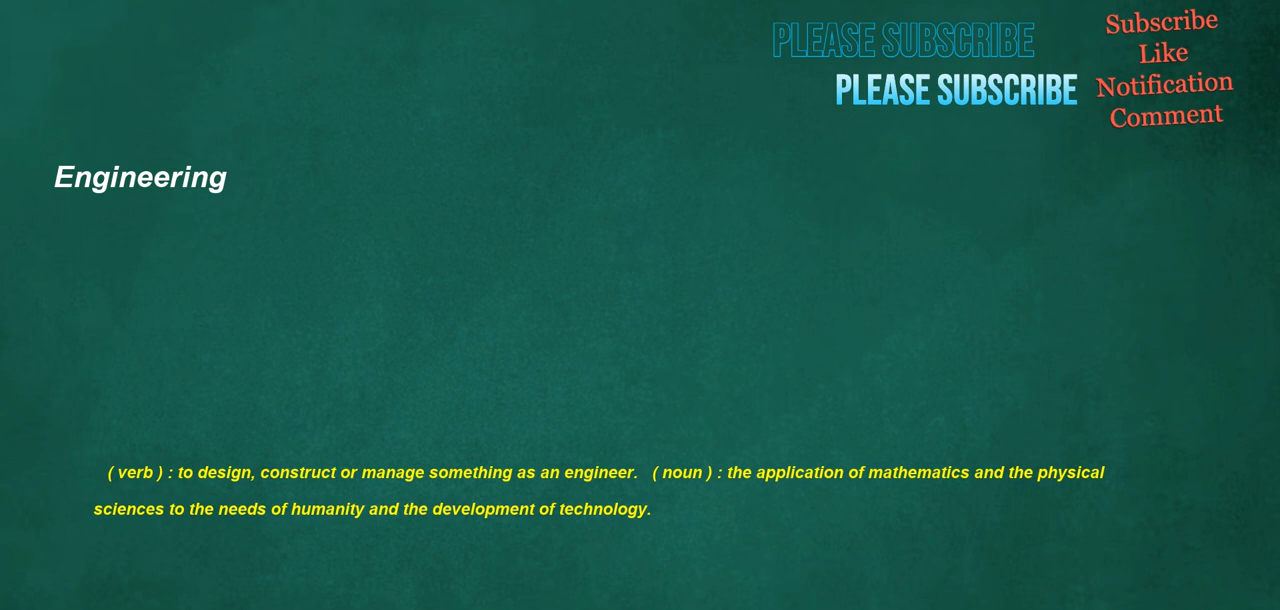 PLEASE SUBSCRIBE
PLEASE SUBSCRIBE
Subscribe
Like
Notification
Comment
Engineering
( verb ) : to design, construct or manage something as an engineer. ( noun ) : the application of mathematics and the physical
sciences to the needs of humanity and the development of technology.